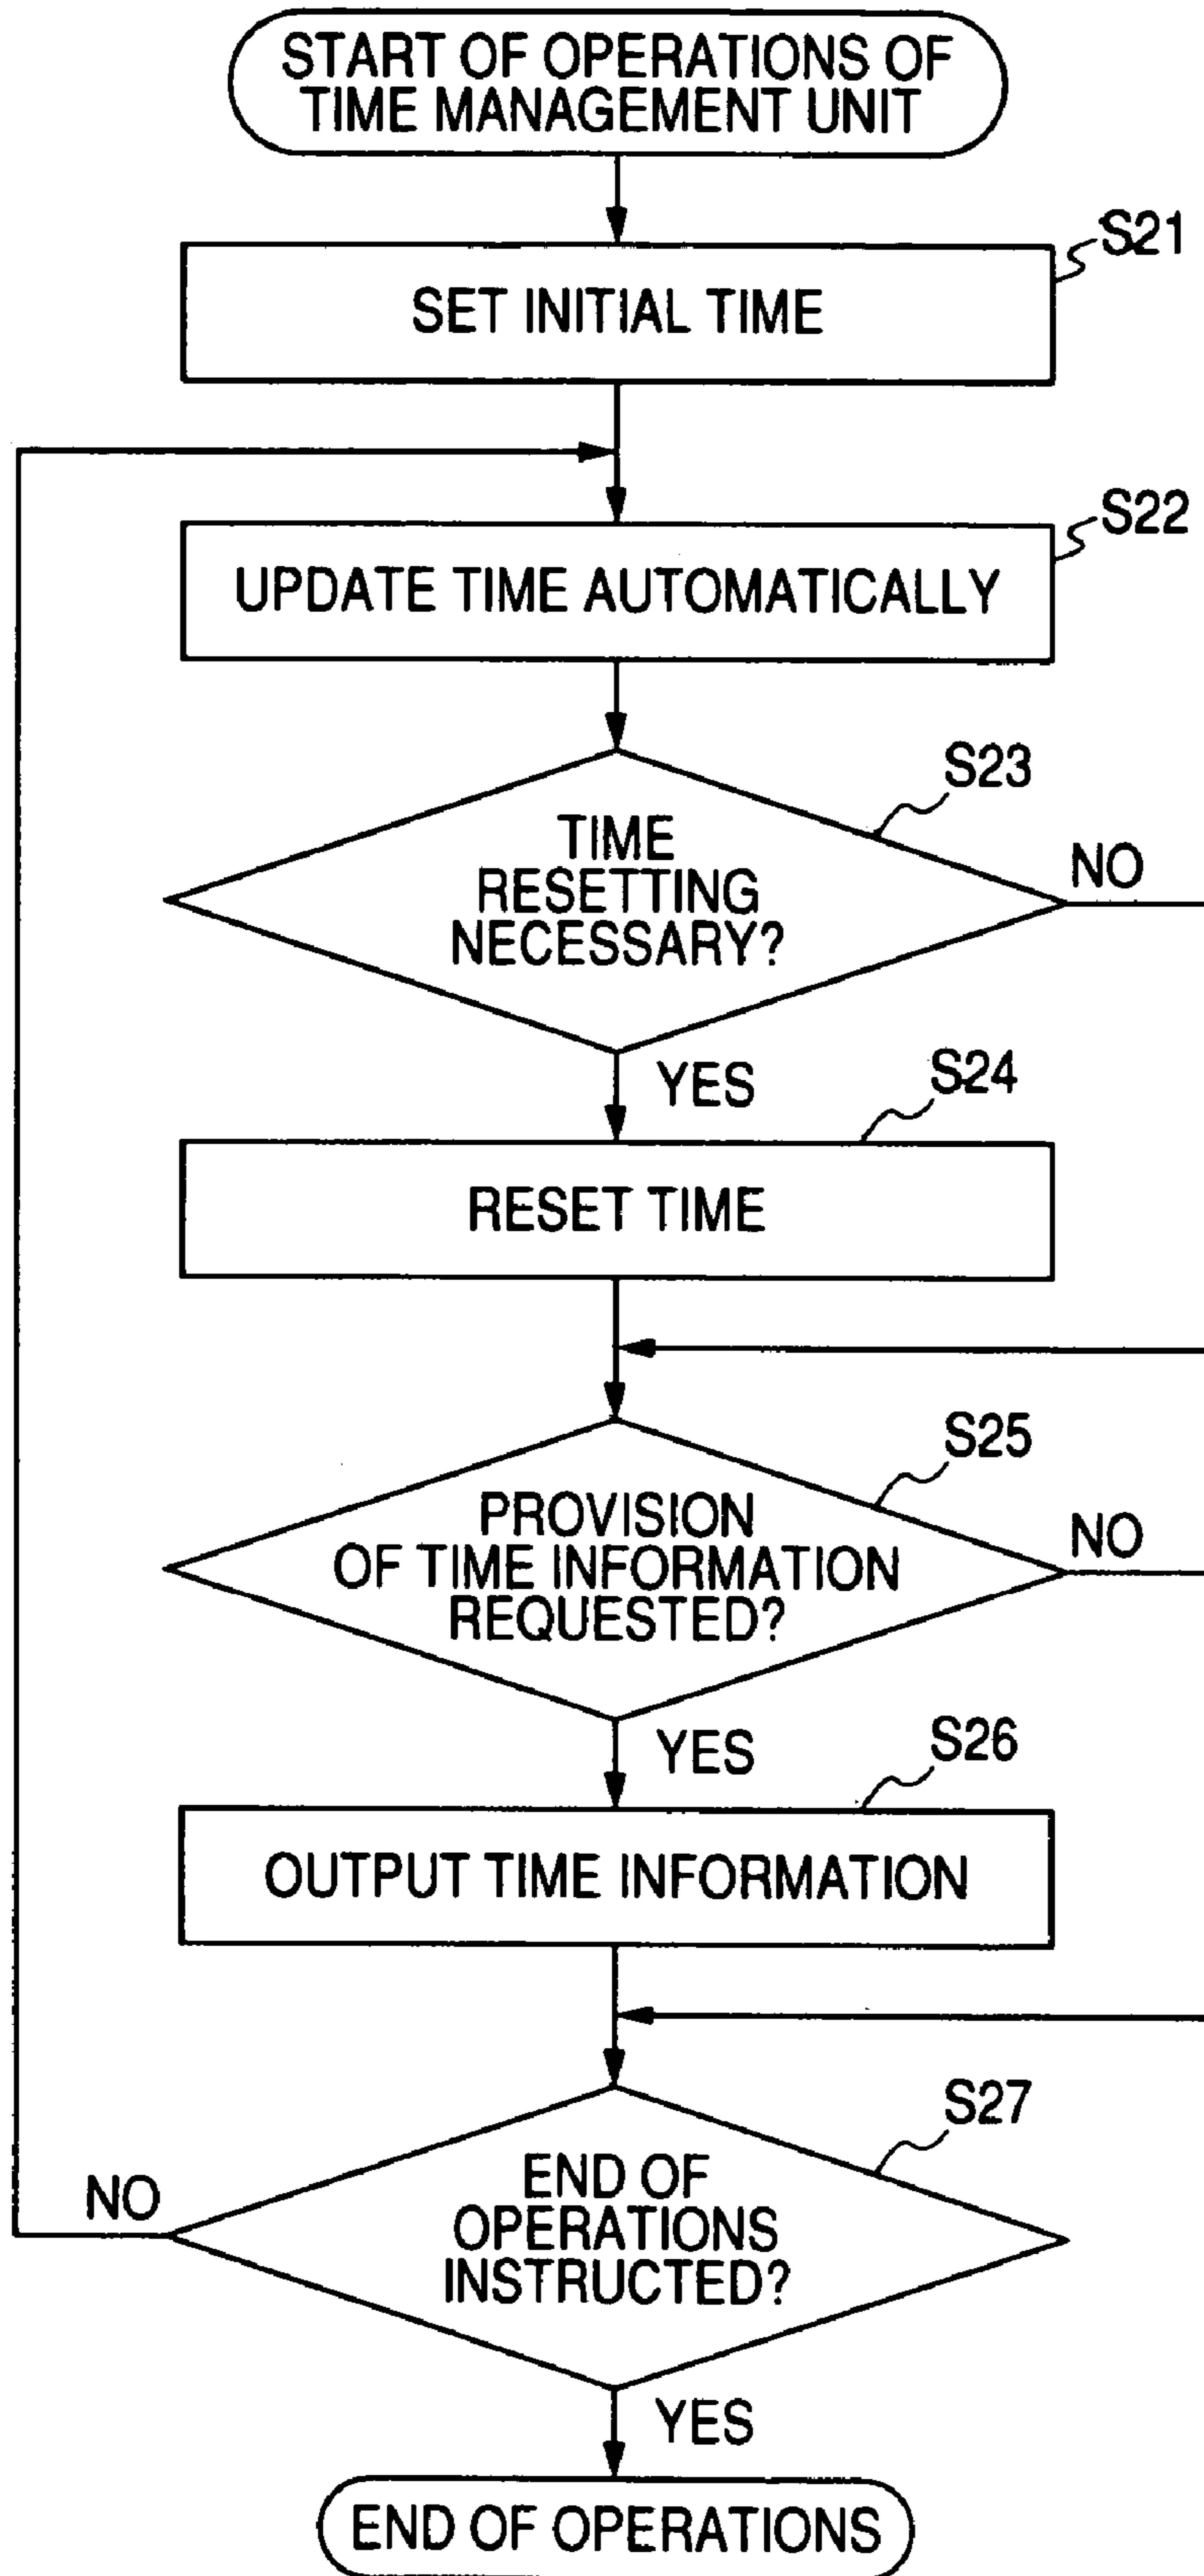 START OF OPERATIONS OF
TIME MANAGEMENT UNIT
S21
SET INITIAL TIME
S22
UPDATE TIME AUTOMATICALLY
S23
TIME
RESETTING
NECESSARY?
NO
YES
S24
RESET TIME
S25
PROVISION
OF TIME INFORMATION
REQUESTED?
NO
YES
S26
OUTPUT TIME INFORMATION
S27
END OF
OPERATIONS
INSTRUCTED?
NO
YES
END OF OPERATIONS